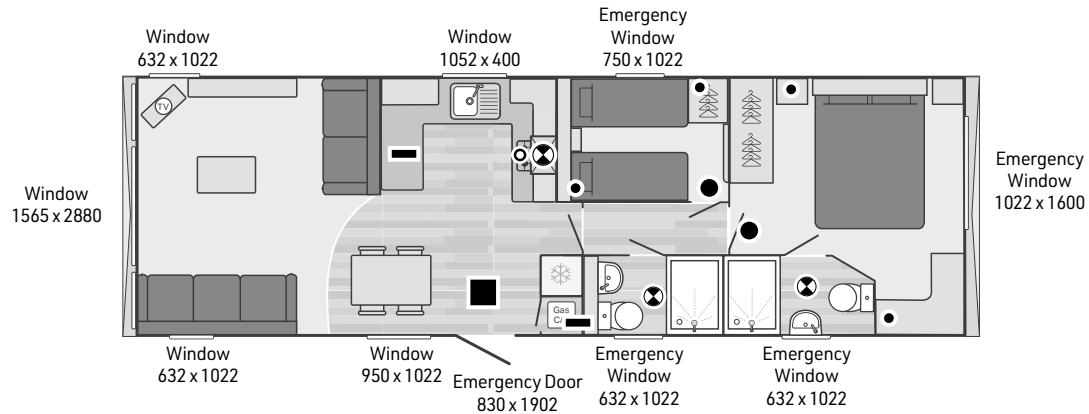 Emergency
Window
750 x 1022
Window
632 x 1022
Window
1052 x 400
TV
Window
1565 x 2880
Emergency
Window
1022 x 1600
Gas
Window
632 x 1022
Window
950 x 1022
Emergency Door
830 x 1902
Emergency
Window
632 x 1022
Emergency
Window
632 x 1022